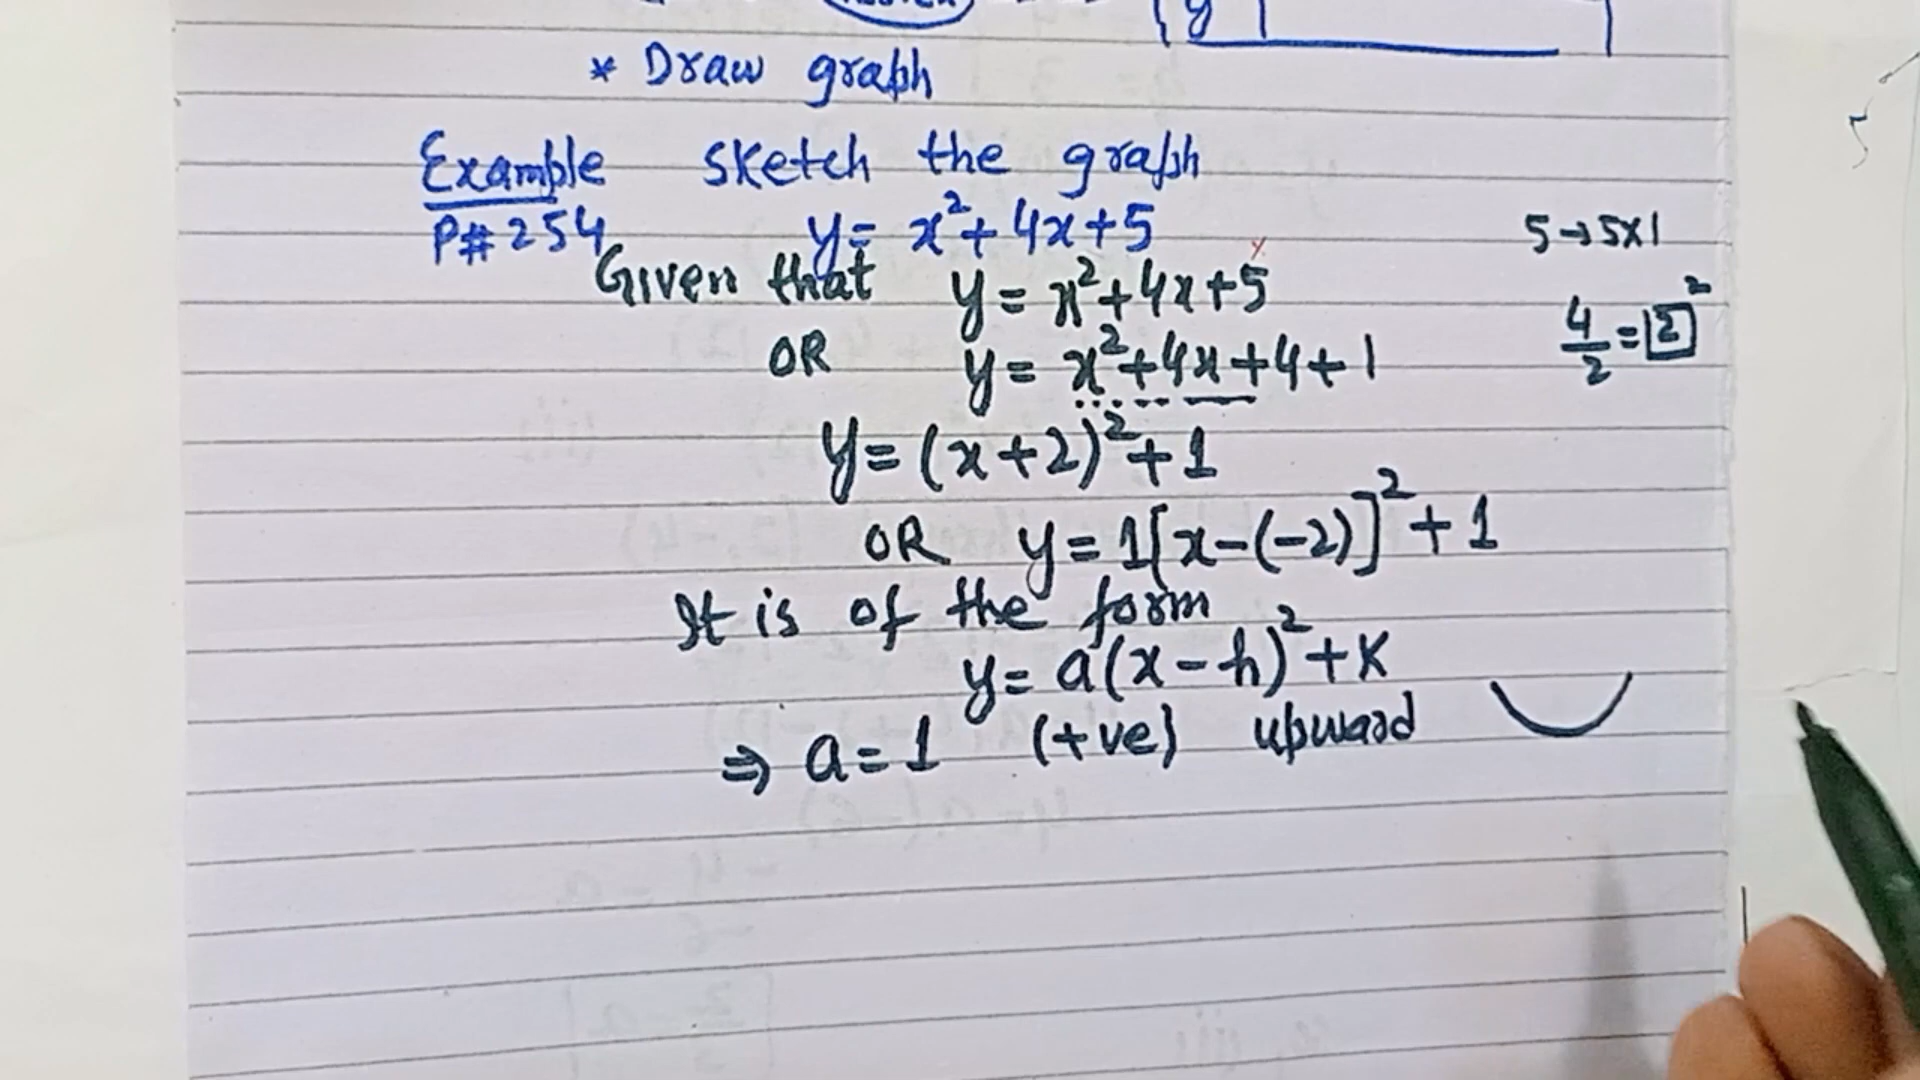 y
* Draw graph
Example sketch the graph
P#254 y= x²+4x+5
5→5x1
Given that y= x²+4x+5
4/2=2²
OR y= x²+4x+4+1
y=(x+2)²+1
OR y=1[x-(-2)]²+1
It is of the form
y= a(x-h)²+K
⇒ a=1 (+ve) upward